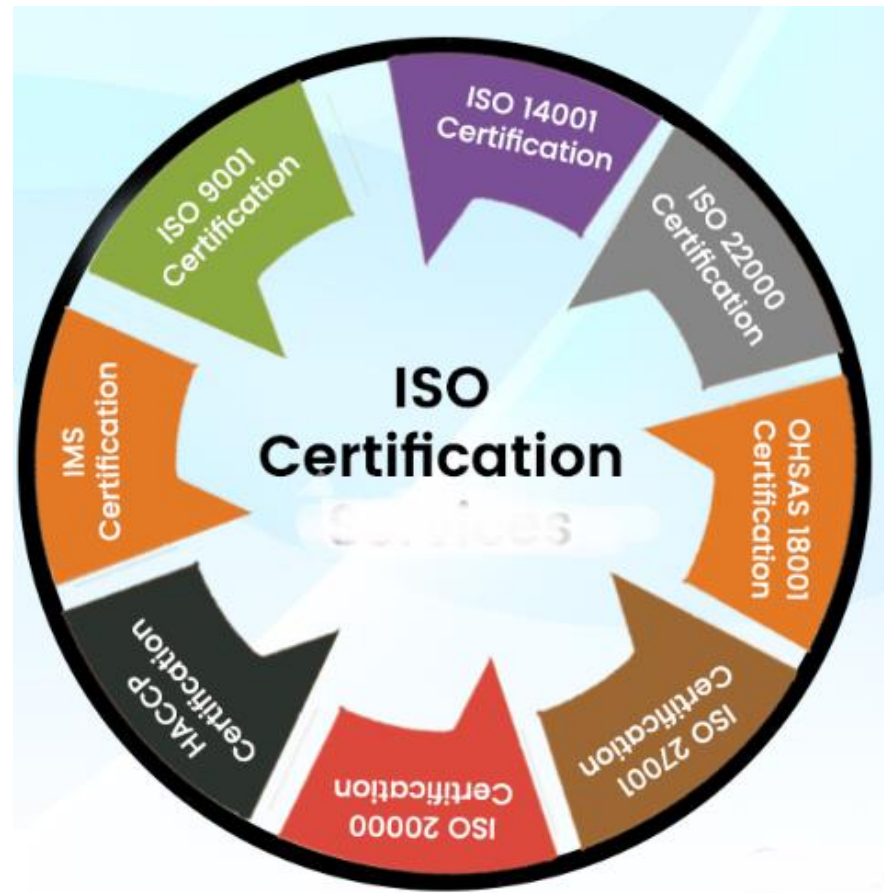 ISO 14001
Certification
ISO 22000
Certification
OHSAS 18001
Certification
ISO 27001
Certification
ISO 20000
Certification
HACCP
Certification
IMS
Certification
ISO 9001
Certification
ISO
Certification
Services